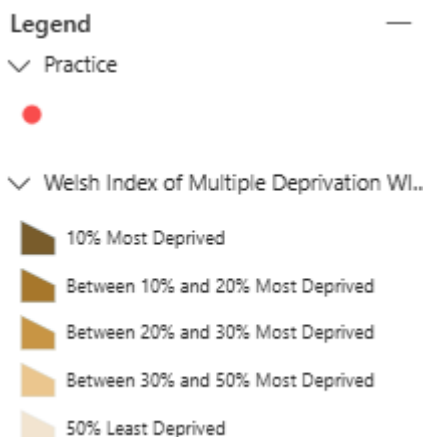 Legend
Practice
Welsh Index of Multiple Deprivation WI..
10% Most Deprived
Between 10% and 20% Most Deprived
Between 20% and 30% Most Deprived
Between 30% and 50% Most Deprived
50% Least Deprived